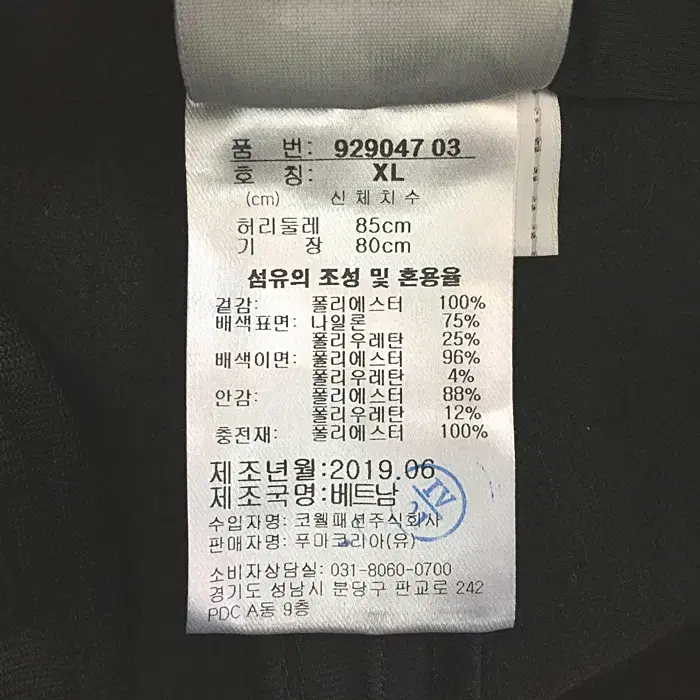 품 번: 929047 03
호 칭: XL
(cm) 신체치수
허리둘레 85cm
기 장 80cm
섬유의 조성 및 혼용율
겉감: 폴리에스터 100%
배색표면: 나일론 75%
폴리우레탄 25%
배색이면: 폴리에스터 96%
폴리우레탄 4%
안감: 폴리에스터 88%
폴리우레탄 12%
충전재: 폴리에스터 100%
제조년월:2019.06
제조국명:베트남
수입자명: 코웰패션주식회사
판매자명: 푸마코리아(유)
소비자상담실: 031-8060-0700
경기도 성남시 분당구 판교로 242
PDC A동 9층